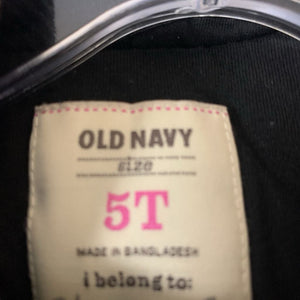 OLD NAVY
SIZE
5T
MADE IN BANGLADESH
i belong to: